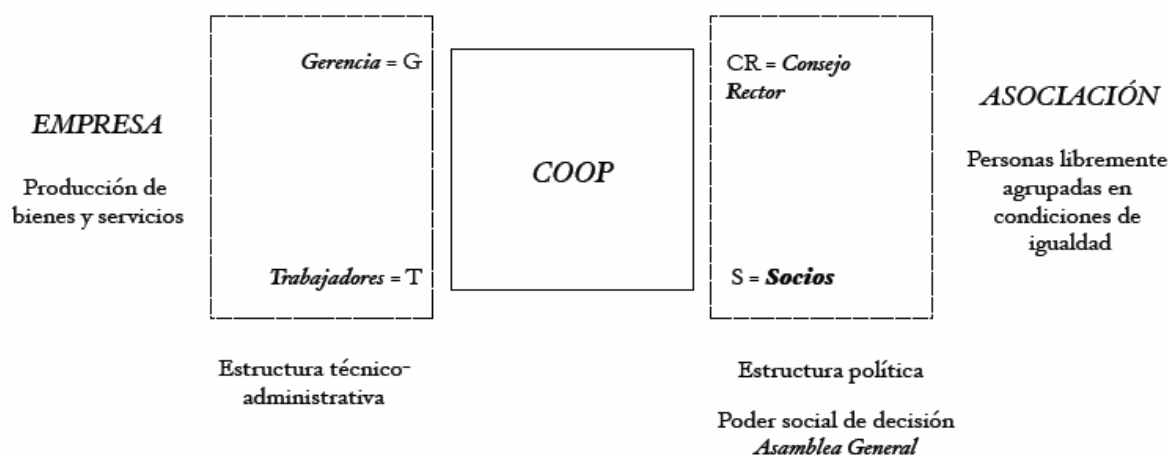 EMPRESA
Producción de
bienes y servicios
Gerencia = G
Trabajadores = T
Estructura técnico-
administrativa
COOP
CR = Consejo
Rector
S = Socios
Estructura política
Poder social de decisión
Asamblea General
ASOCIACIÓN
Personas libremente
agrupadas en
condiciones de
igualdad